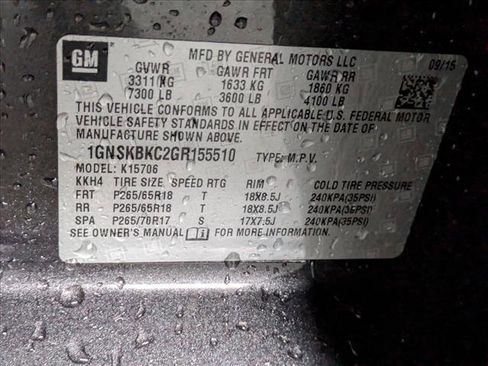 GM
MFD BY GENERAL MOTORS LLC
09/15
GVWR GAWR FRT GAWR RR
3311 KG 1633 KG 1860 KG
7300 LB 3600 LB 4100 LB
THIS VEHICLE CONFORMS TO ALL APPLICABLE U.S. FEDERAL MOTOR
VEHICLE SAFETY STANDARDS IN EFFECT ON THE DATE OF
MANUFACTURE SHOWN ABOVE.
1GNSKBKC2GR155510 TYPE: M.P.V.
MODEL: K15706
KKH4 TIRE SIZE SPEED RTG RIM COLD TIRE PRESSURE
FRT P265/65R18 T 18X8.5J 240KPA(35PSI)
RR P265/65R18 T 18X8.5J 240KPA(35PSI)
SPA P265/70R17 S 17X7.5J 240KPA(35PSI)
SEE OWNER'S MANUAL FOR MORE INFORMATION.